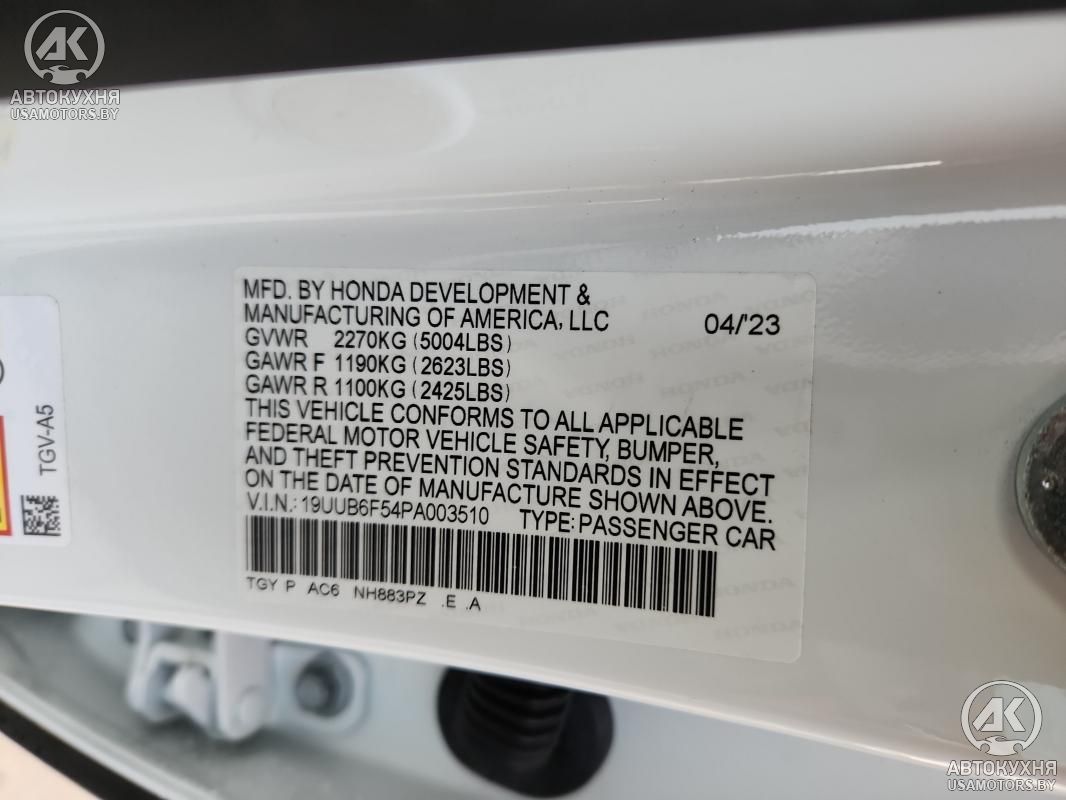 AK
АВТОКУХНЯ
USAMOTORS.BY
MFD. BY HONDA DEVELOPMENT &
MANUFACTURING OF AMERICA, LLC 04/'23
GVWR 2270KG (5004LBS)
GAWR F 1190KG (2623LBS)
GAWR R 1100KG (2425LBS)
THIS VEHICLE CONFORMS TO ALL APPLICABLE
FEDERAL MOTOR VEHICLE SAFETY, BUMPER,
AND THEFT PREVENTION STANDARDS IN EFFECT
ON THE DATE OF MANUFACTURE SHOWN ABOVE.
V.I.N.: 19UUB6F54PA003510 TYPE: PASSENGER CAR
TGY P AC6 NH883PZ .E .A
TGV-A5
AK
АВТОКУХНЯ
USAMOTORS.BY